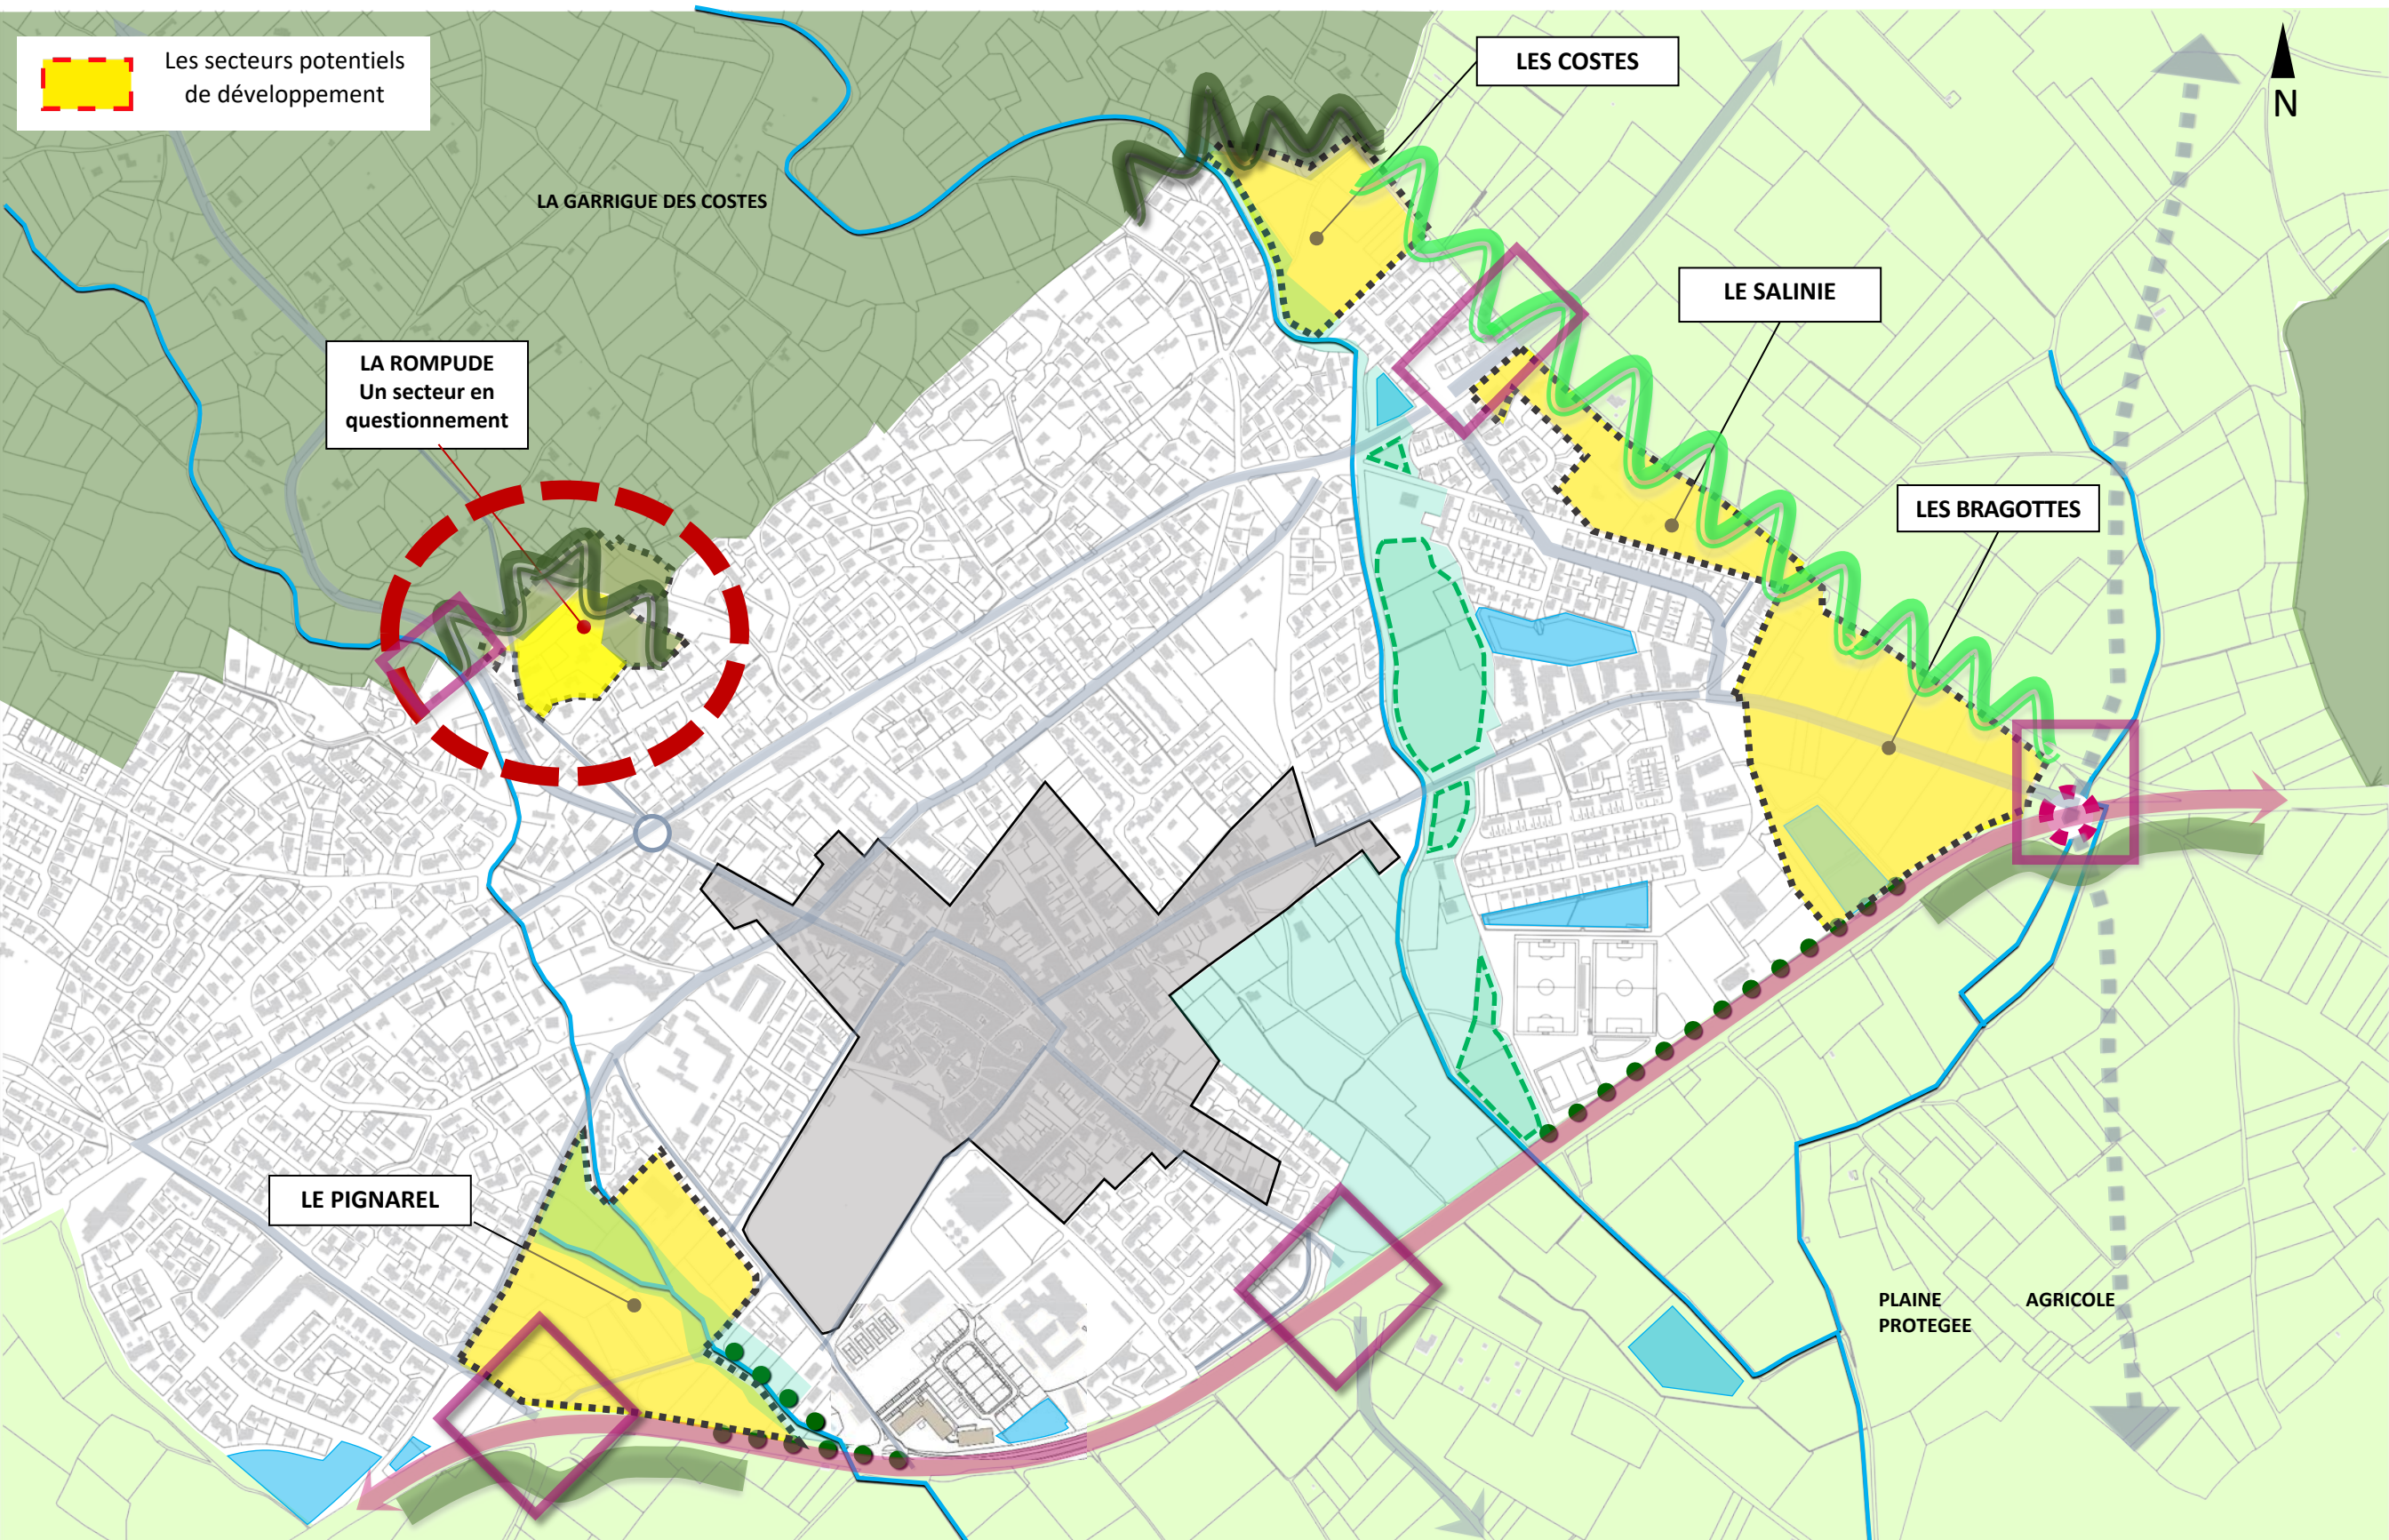 Les secteurs potentiels
de développement
LES COSTES
N
LA GARRIGUE DES COSTES
LE SALINIE
LA ROMPUDE
Un secteur en
questionnement
LES BRAGOTTES
LE PIGNAREL
PLAINE AGRICOLE
PROTEGEE